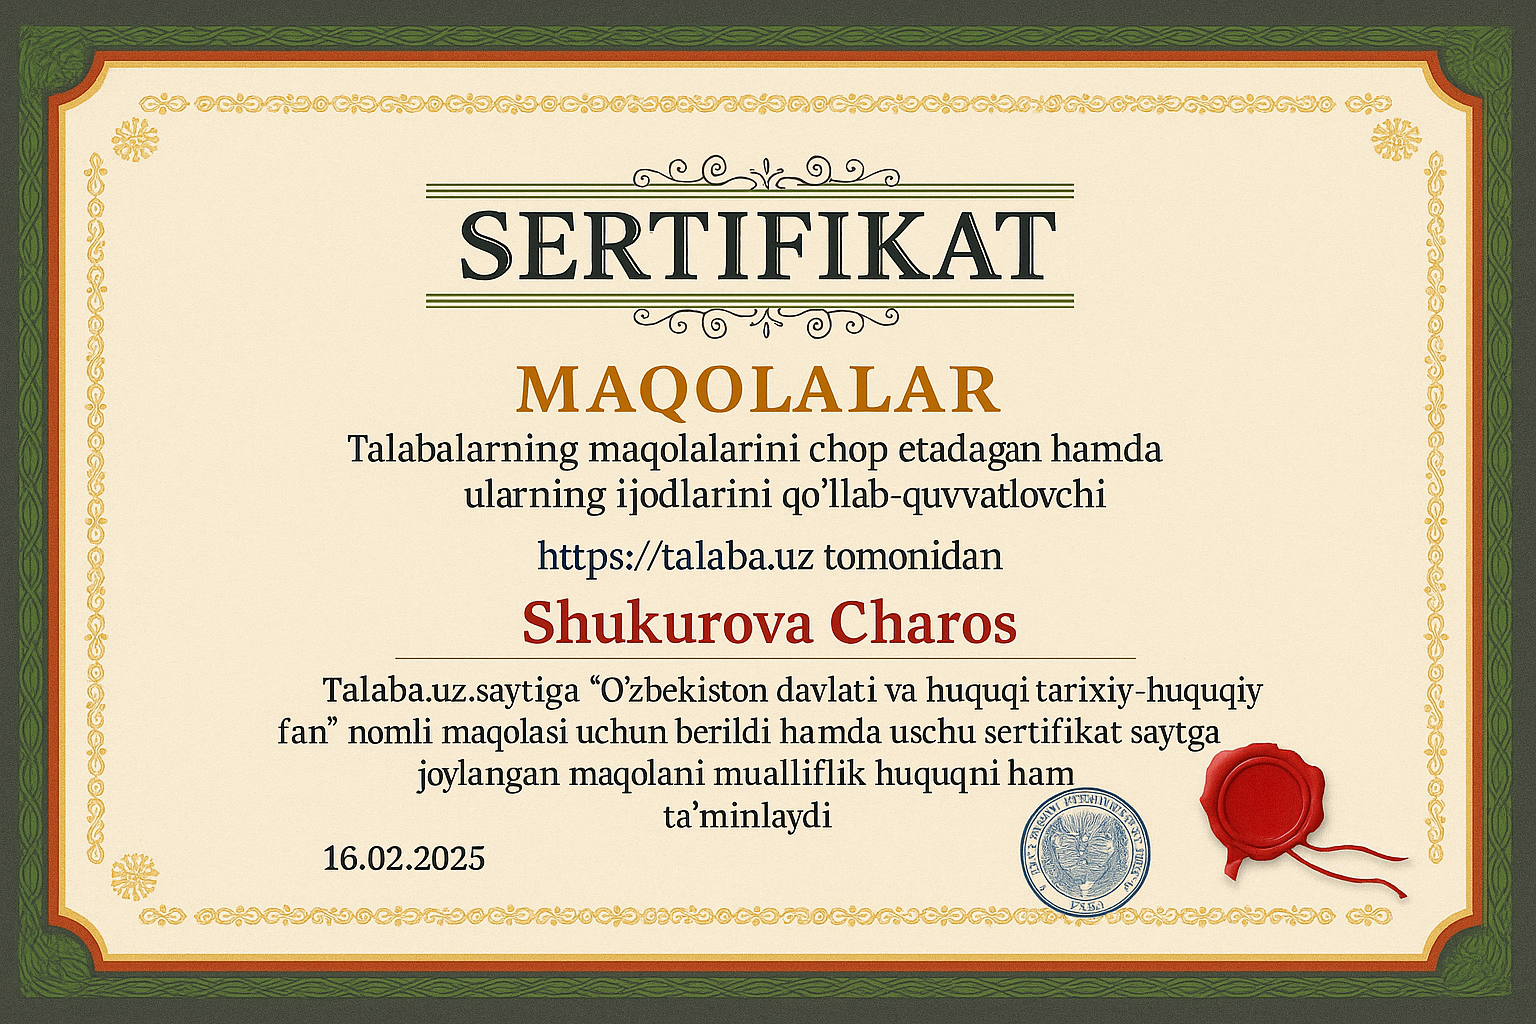 SERTIFIKAT
MAQOLALAR
Talabalarning maqolalarini chop etadagan hamda
ularning ijodlarini qo’llab-quvvatlovchi
https://talaba.uz tomonidan
Shukurova Charos
Talaba.uz.saytiga “O’zbekiston davlati va huquqi tarixiy-huquqiy
fan” nomli maqolasi uchun berildi hamda uschu sertifikat saytga
joylangan maqolani mualliflik huquqni ham
ta’minlaydi
16.02.2025